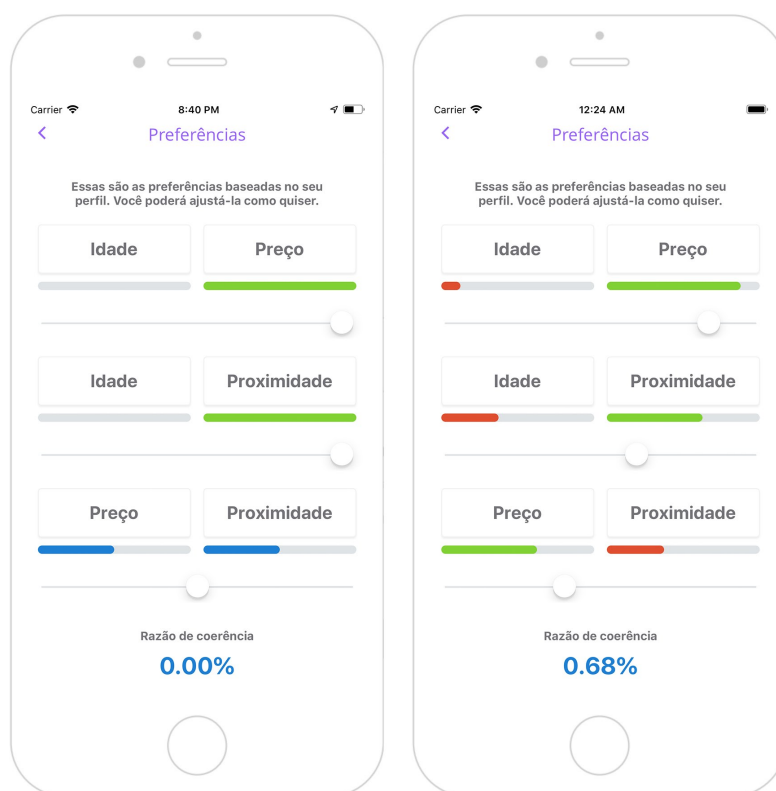 Carrier
8:40 PM
Preferências
Essas são as preferências baseadas no seu
perfil. Você poderá ajustá-la como quiser.
Idade
Preço
Idade
Proximidade
Preço
Proximidade
Razão de coerência
0.00%
Carrier
12:24 AM
Preferências
Essas são as preferências baseadas no seu
perfil. Você poderá ajustá-la como quiser.
Idade
Preço
Idade
Proximidade
Preço
Proximidade
Razão de coerência
0.68%